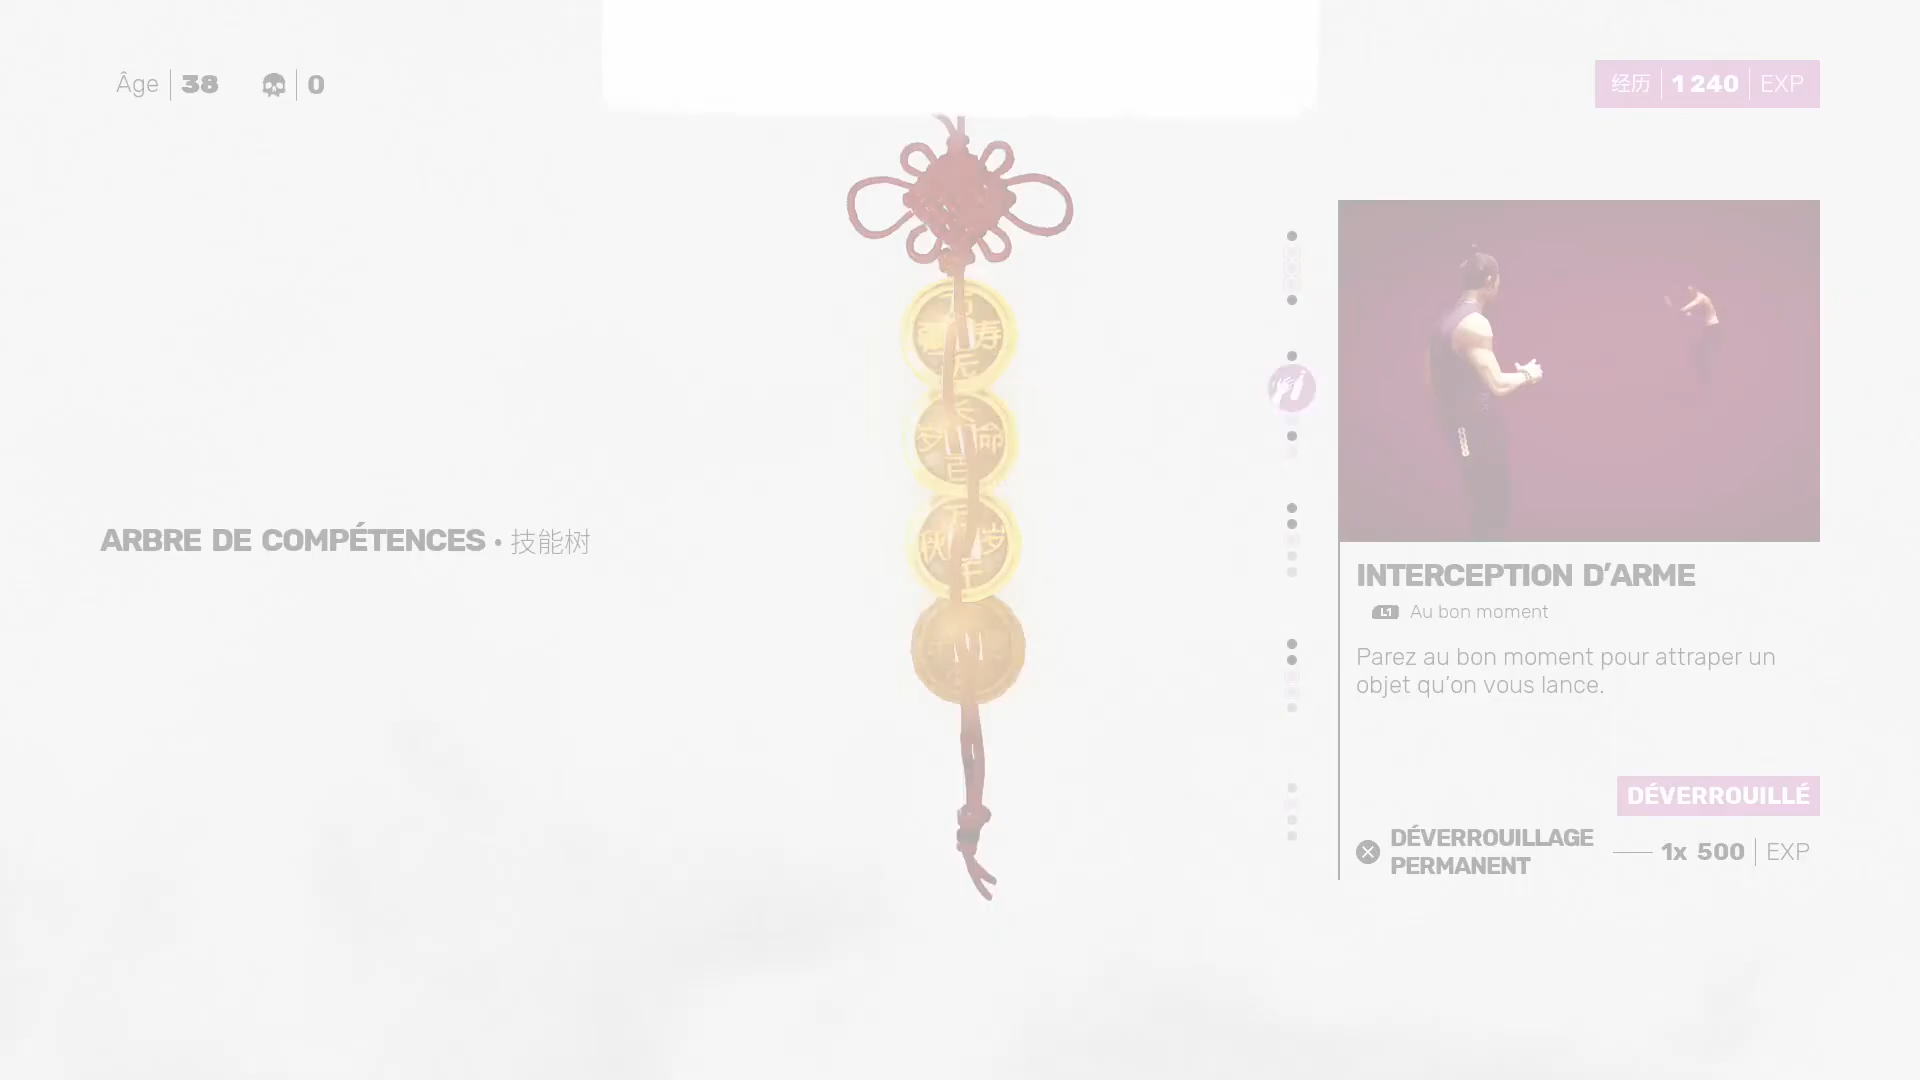 Âge 38 0
经历 1 240 EXP
ARBRE DE COMPÉTENCES • 技能树
INTERCEPTION D’ARME
L1 Au bon moment
Parez au bon moment pour attraper un
objet qu’on vous lance.
DÉVERROUILLÉ
DÉVERROUILLAGE
PERMANENT
1x 500 EXP